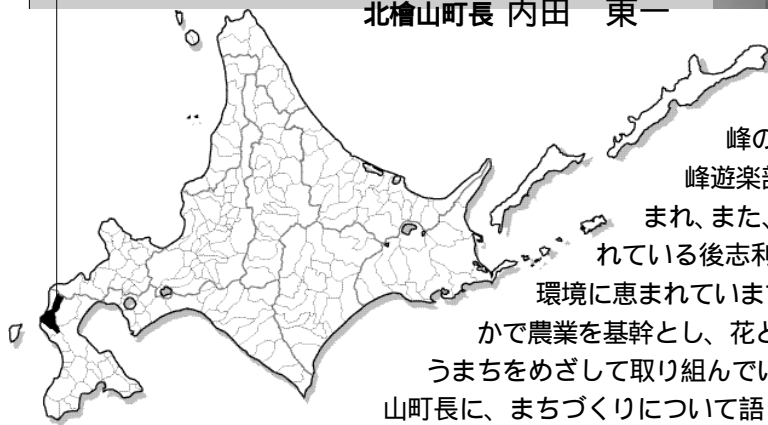 北檜山町長 内田 東一
峰の
峰遊楽部
まれ、また、
れている後志利
環境に恵まれています
かで農業を基幹とし、花と
うまちをめざして取り組んでい
山町長に、まちづくりについて語